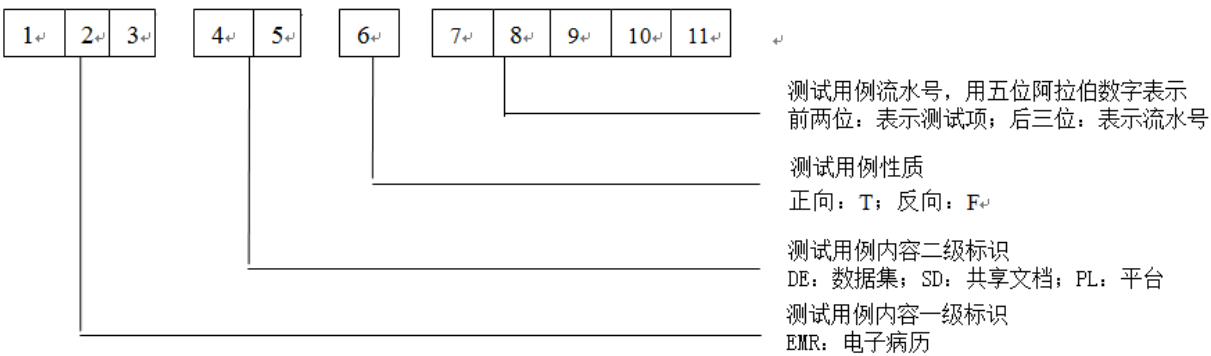 1 2 3 4 5 6 7 8 9 10 11
测试用例流水号，用五位阿拉伯数字表示
前两位：表示测试项；后三位：表示流水号
测试用例性质
正向：T；反向：F
测试用例内容二级标识
DE：数据集；SD：共享文档；PL：平台
测试用例内容一级标识
EMR：电子病历